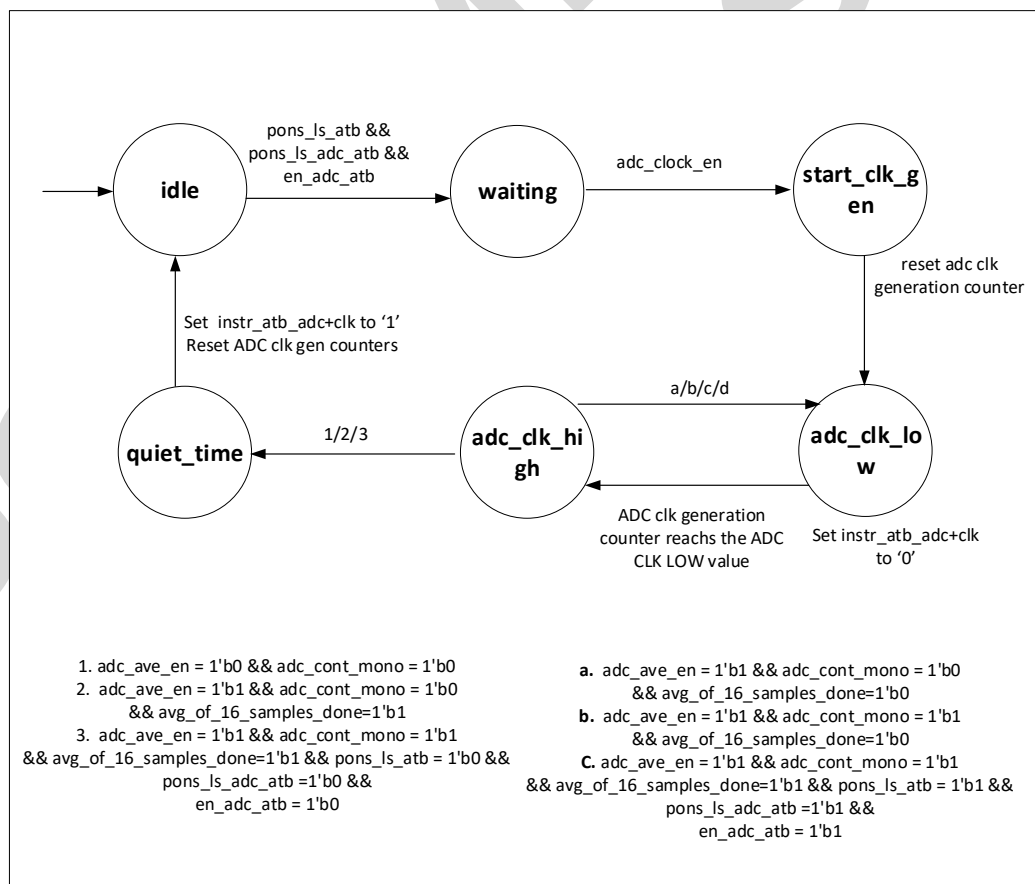 pons_ls_atb &&
pons_ls_adc_atb &&
en_adc_atb
adc_clock_en
idle
waiting
start_clk_g
en
reset adc clk
generation counter
Set  instr_atb_adc+clk to ‘1’
Reset ADC clk gen counters
a/b/c/d
1/2/3
quiet_time
adc_clk_hi
gh
adc_clk_lo
w
ADC clk generation
counter reachs the ADC
CLK LOW value
Set instr_atb_adc+clk
to ‘0’
1. adc_ave_en = 1'b0 && adc_cont_mono = 1'b0
2.  adc_ave_en = 1'b1 && adc_cont_mono = 1'b0
&& avg_of_16_samples_done=1'b1
3.  adc_ave_en = 1'b1 && adc_cont_mono = 1'b1
&& avg_of_16_samples_done=1'b1 && pons_ls_atb = 1'b0 &&
pons_ls_adc_atb =1'b0 &&
en_adc_atb = 1'b0
a.  adc_ave_en = 1'b1 && adc_cont_mono = 1'b0
&& avg_of_16_samples_done=1'b0
b.  adc_ave_en = 1'b1 && adc_cont_mono = 1'b1
&& avg_of_16_samples_done=1'b0
C. adc_ave_en = 1'b1 && adc_cont_mono = 1'b1
&& avg_of_16_samples_done=1'b1 && pons_ls_atb = 1'b1 &&
pons_ls_adc_atb =1'b1 &&
en_adc_atb = 1'b1